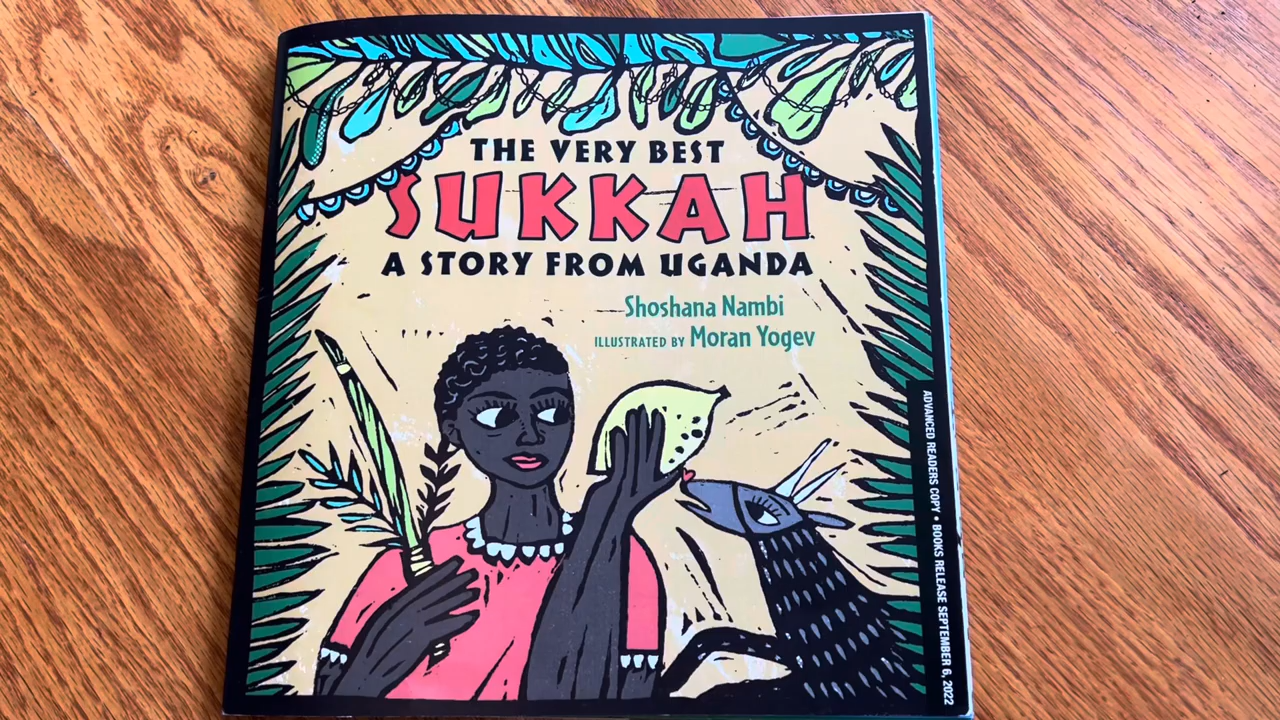 THE VERY BEST
SUKKAH
A STORY FROM UGANDA
Shoshana Nambi
ILLUSTRATED BY Moran Yogev
ADVANCED READERS COPY • BOOKS RELEASE SEPTEMBER 6, 2022